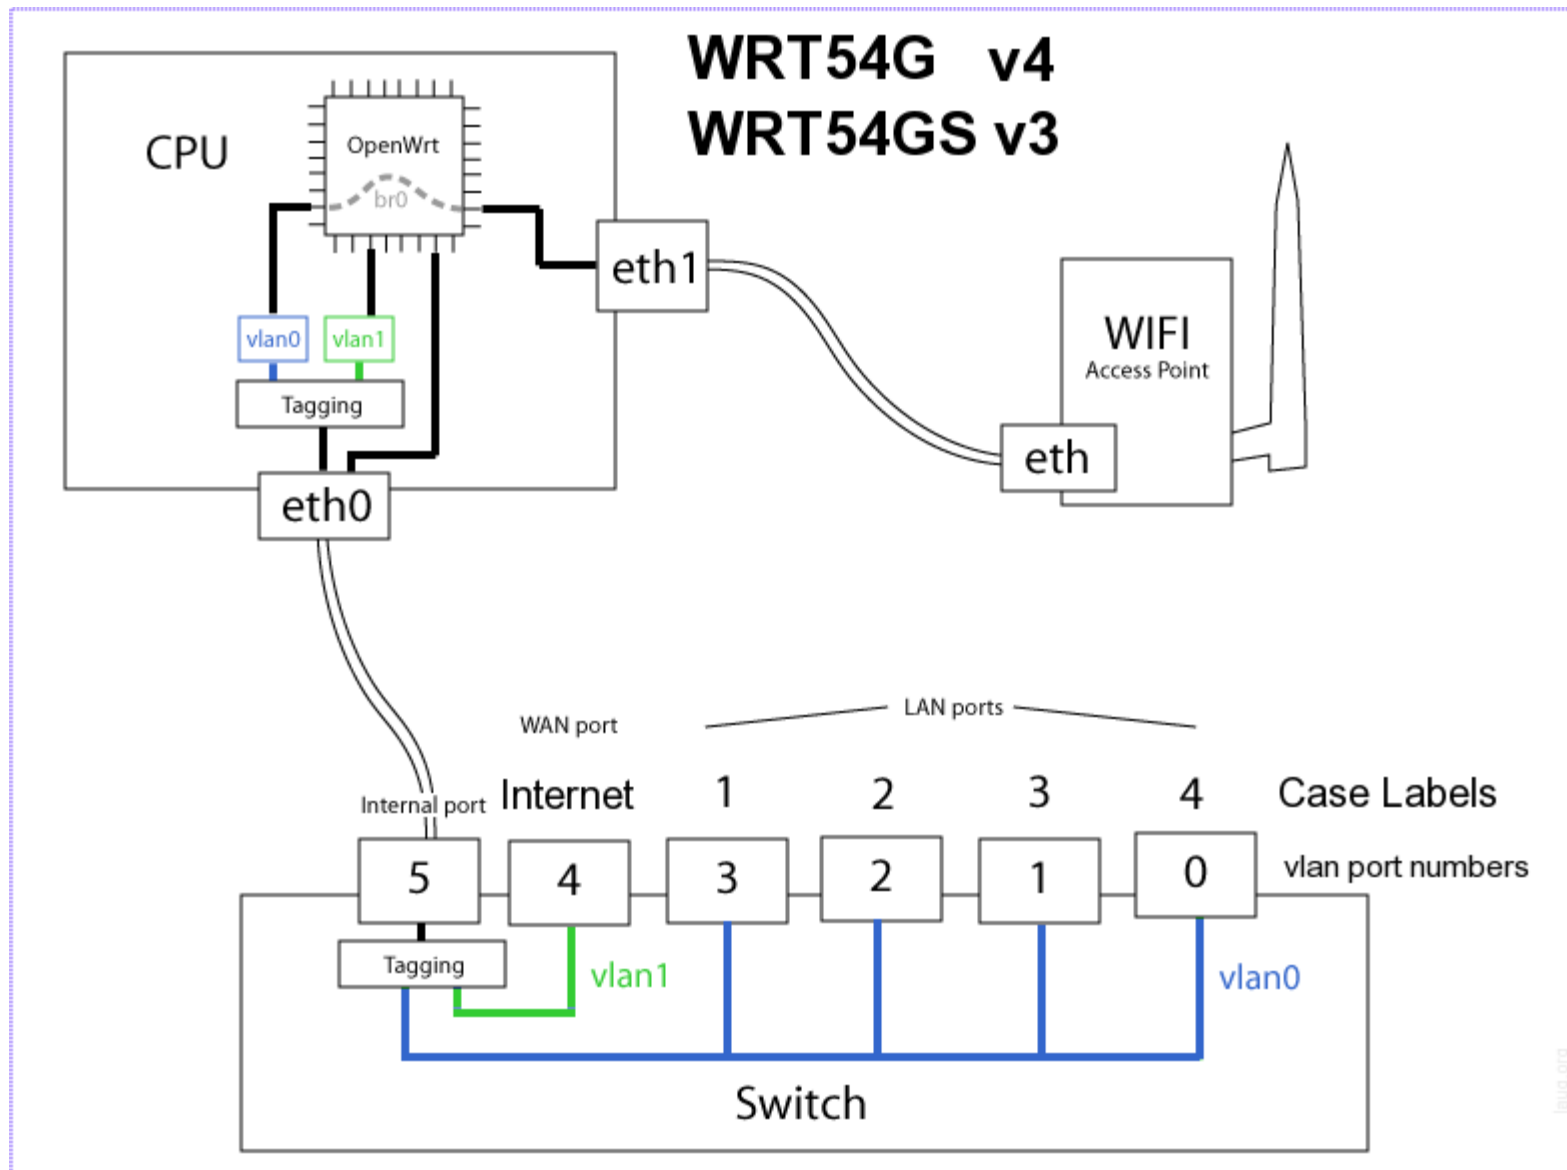 WRT54G v4
WRT54GS v3
CPU
OpenWrt
br0
eth1
vlan0
vlan1
Tagging
eth0
WIFI
Access Point
eth
LAN ports
WAN port
Internal port
Internet
1
2
3
4
Case Labels
5
4
3
2
1
0
vlan port numbers
Tagging
vlan1
vlan0
Switch